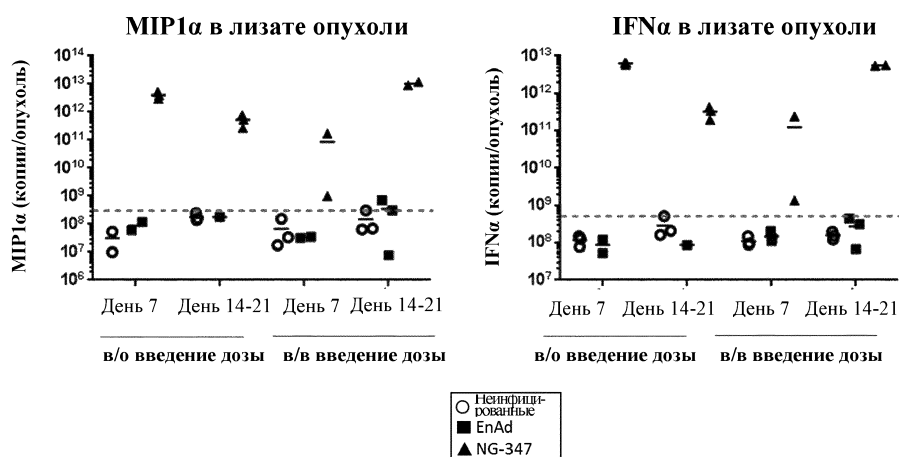 MIP1α в лизате опухоли
MIP1α (копии/опухоль)
10¹⁴
10¹³
10¹²
10¹¹
10¹⁰
10⁹
10⁸
10⁷
10⁶
День 7
День 14-21
День 7
День 14-21
в/о введение дозы
в/в введение дозы
IFNα в лизате опухоли
IFNα (копии/опухоль)
10¹³
10¹²
10¹¹
10¹⁰
10⁹
10⁸
10⁷
День 7
День 14-21
День 7
День 14-21
в/о введение дозы
в/в введение дозы
Неинфици-
рованные
EnAd
NG-347